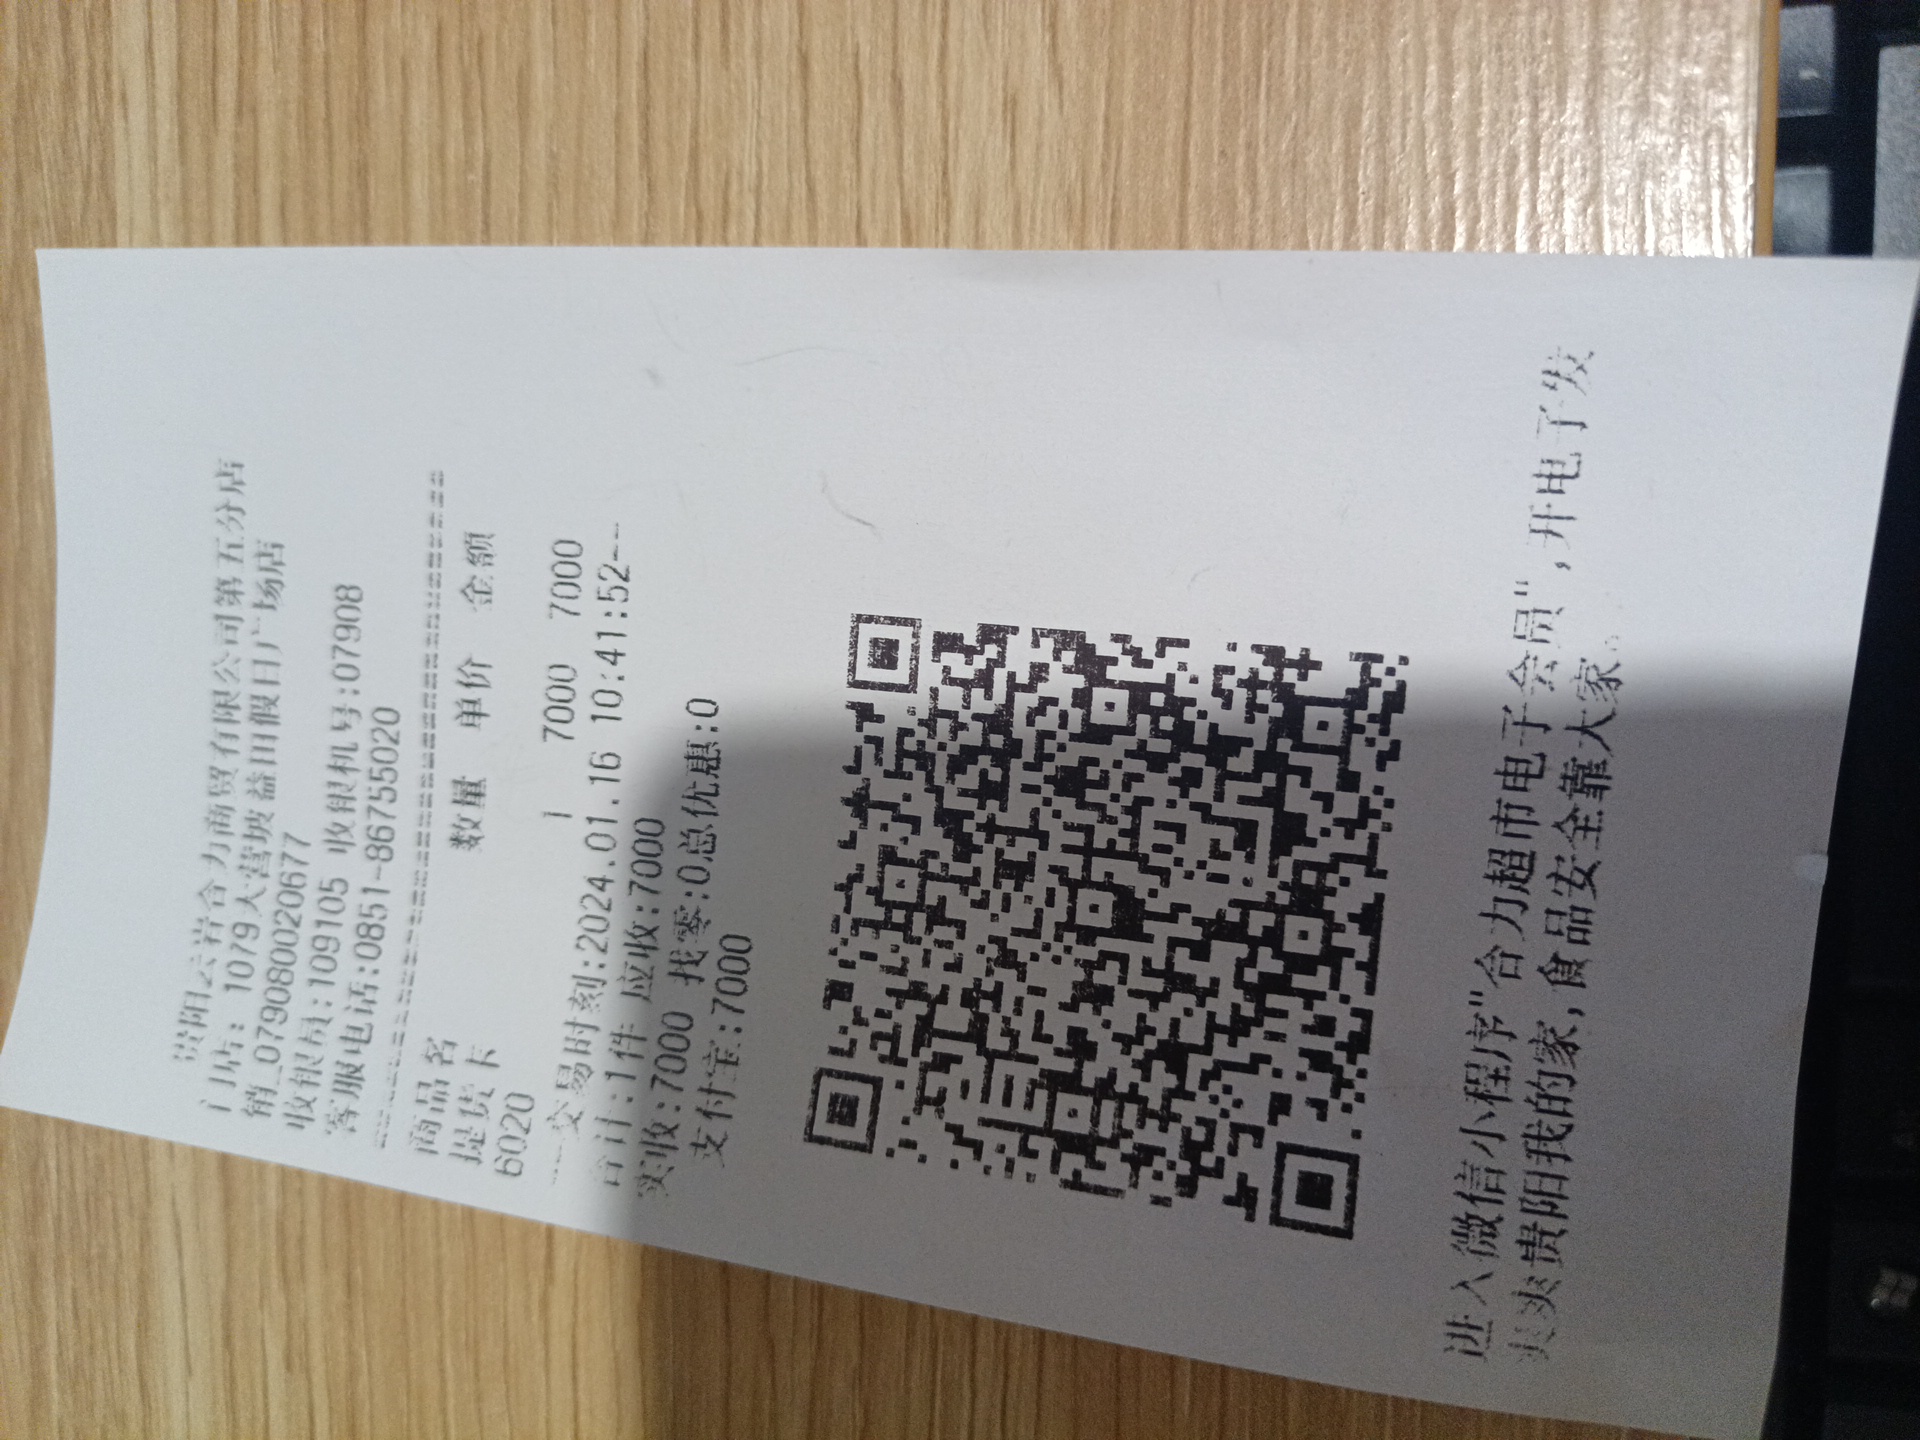 贵阳云岩合力商贸有限公司第五分店
门店: 1079大营坡益田假日广场店
销_079080020677
收银员:109105 收银机号:07908
客服电话:0851-86755020
商品名 数量 单价 金额
提货卡
6020 1 7000 7000
---交易时刻:2024.01.16 10:41:52--
合计:1件 应收:7000
实收:7000 找零:0总优惠:0
支付宝:7000
进入微信小程序"合力超市电子会员",开电子发
爽爽贵阳我的家,食品安全靠大家。